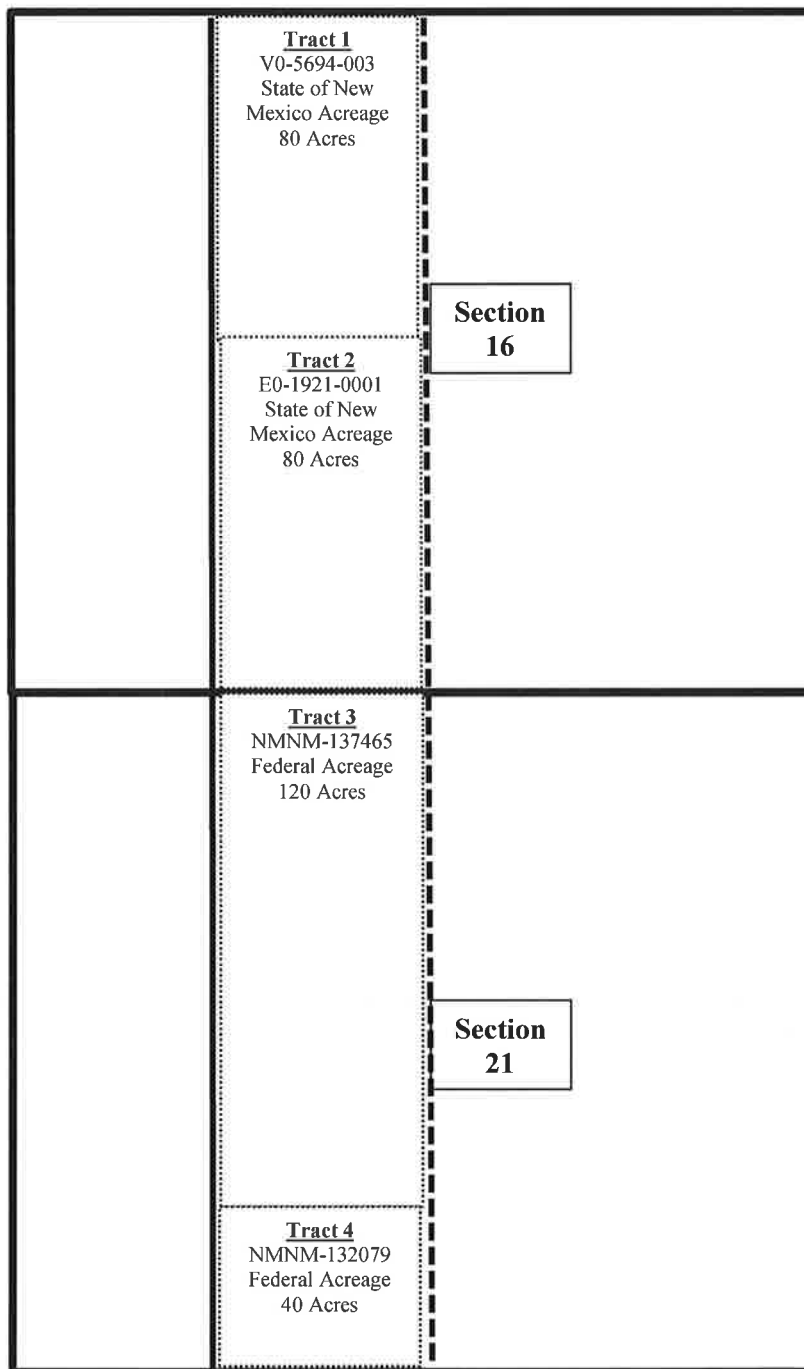 Tract 1
V0-5694-003
State of New
Mexico Acreage
80 Acres
Section
16
Tract 2
E0-1921-0001
State of New
Mexico Acreage
80 Acres
Tract 3
NMNM-137465
Federal Acreage
120 Acres
Section
21
Tract 4
NMNM-132079
Federal Acreage
40 Acres